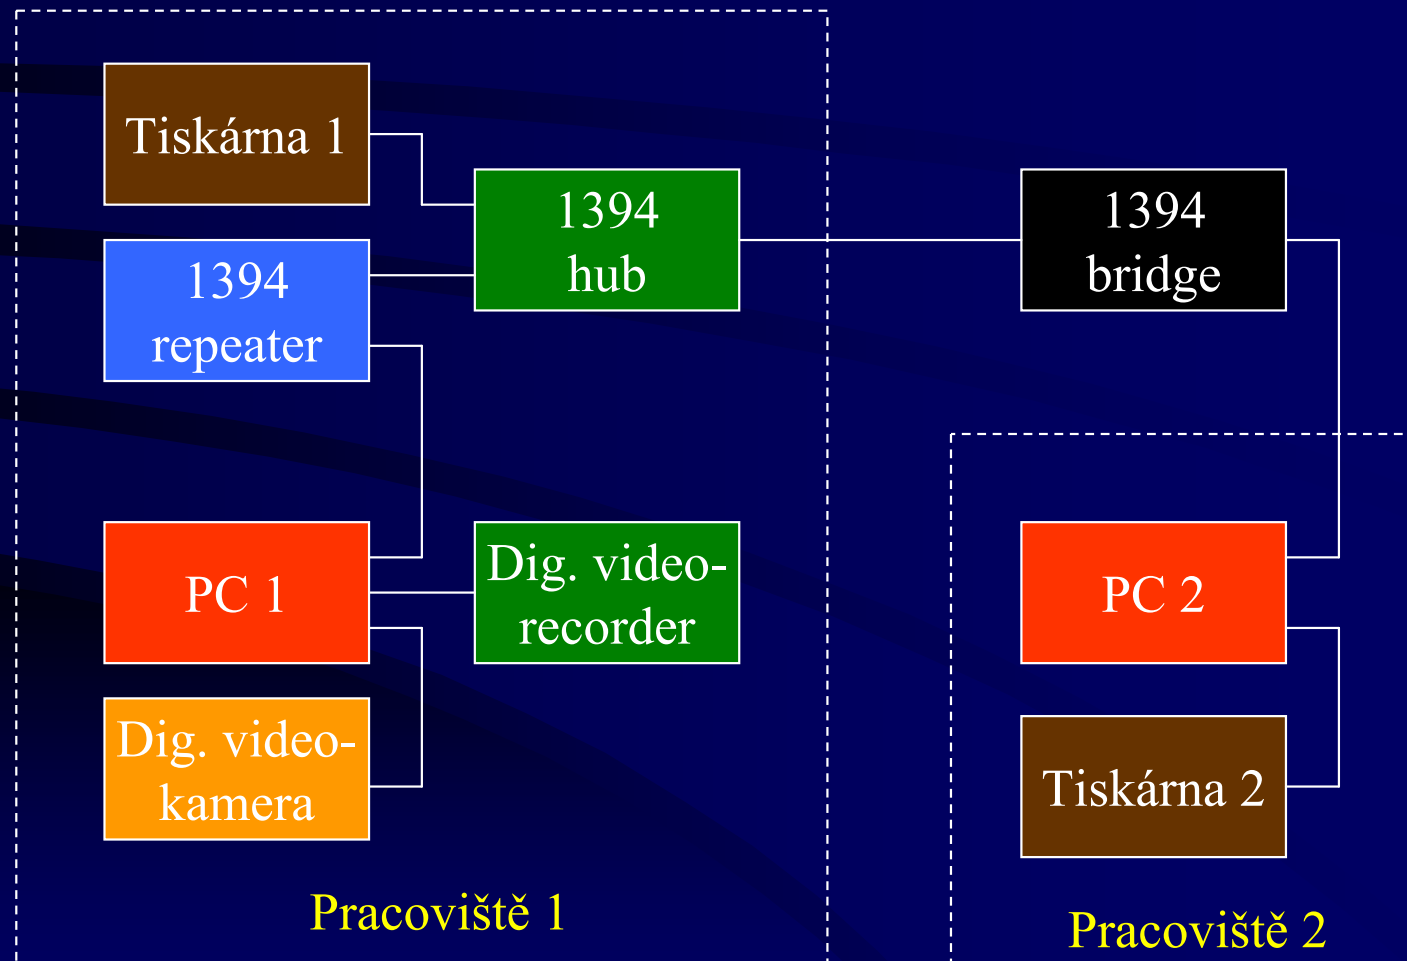 Tiskárna 1
1394
hub
1394
bridge
1394
repeater
PC 1
Dig. video-
recorder
PC 2
Dig. video-
kamera
Tiskárna 2
Pracoviště 1
Pracoviště 2